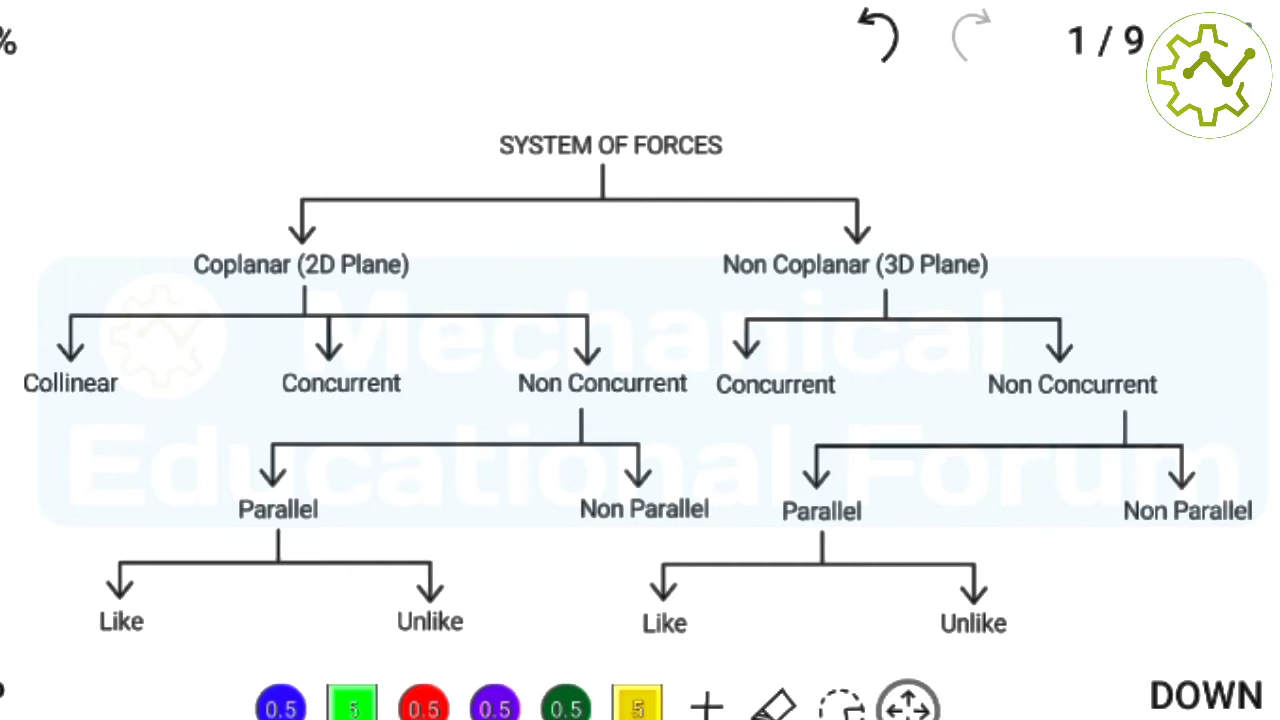 %
1 / 9
SYSTEM OF FORCES
Coplanar (2D Plane) Non Coplanar (3D Plane)
Mechanical
Collinear Concurrent Non Concurrent Concurrent Non Concurrent
Educational Forum
Parallel Non Parallel Parallel Non Parallel
Like Unlike Like Unlike
0.5 5 0.5 0.5 0.5 5
DOWN